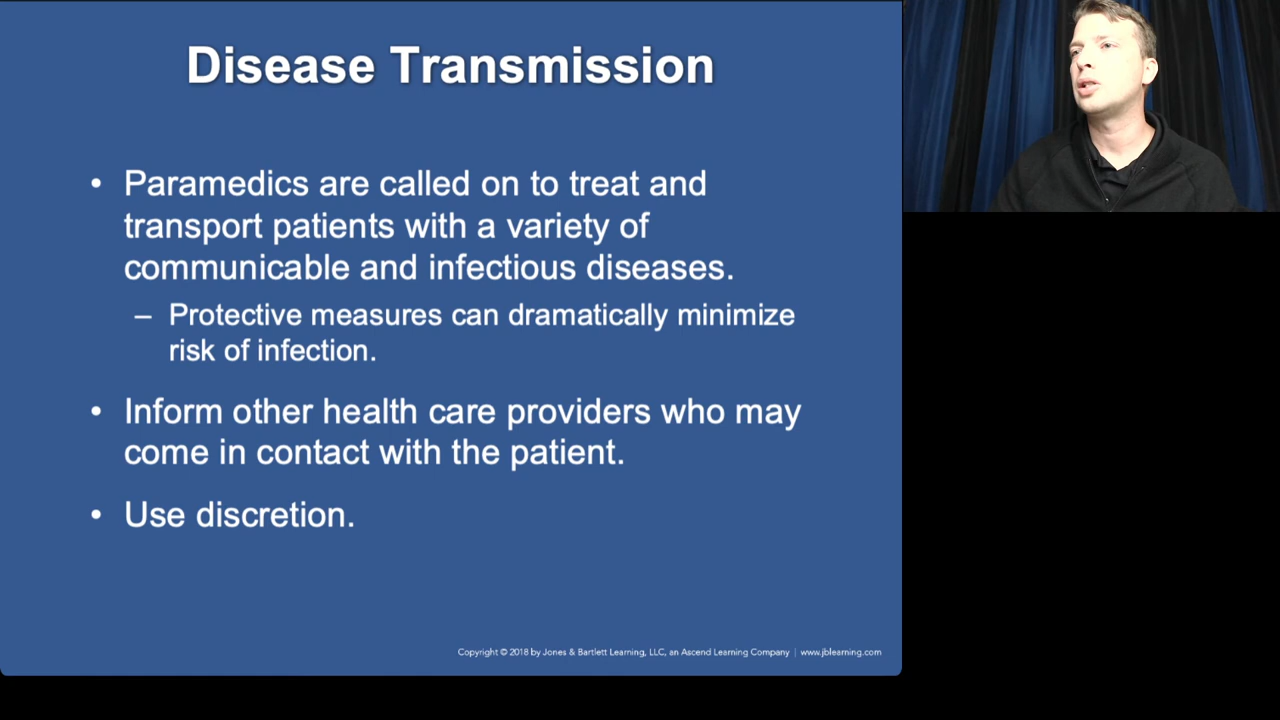 Disease Transmission
• Paramedics are called on to treat and
transport patients with a variety of
communicable and infectious diseases.
– Protective measures can dramatically minimize
risk of infection.
• Inform other health care providers who may
come in contact with the patient.
• Use discretion.
Copyright © 2018 by Jones & Bartlett Learning, LLC, an Ascend Learning Company | www.jblearning.com